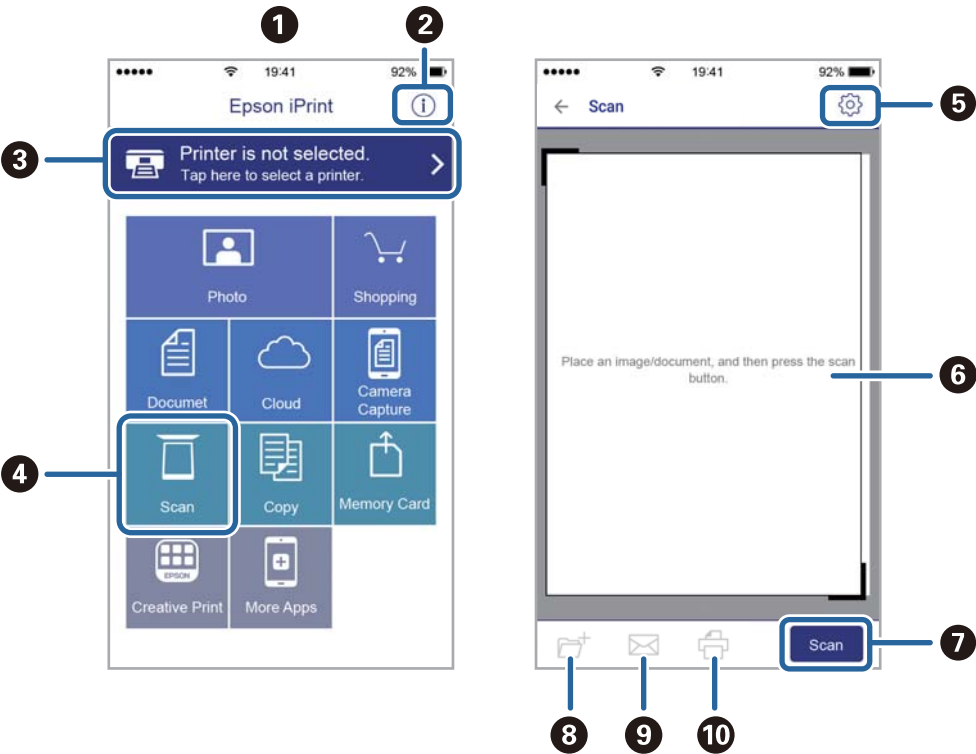 1
2
19:41
92%
Epson iPrint
3
Printer is not selected.
Tap here to select a printer.
Photo
Shopping
Documet
Cloud
Camera
Capture
4
Scan
Copy
Memory Card
EPSON
Creative Print
More Apps
19:41
92%
Scan
5
Place an image/document, and then press the scan
button.
6
Scan
7
8
9
10